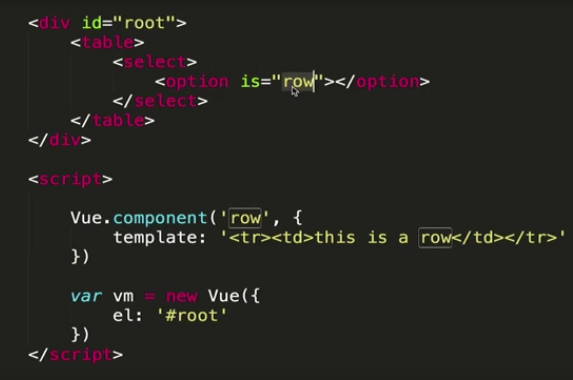 <div id="root">
    <table>
        <select>
            <option is="row"></option>
        </select>
    </table>
</div>

<script>

    Vue.component('row', {
        template: '<tr><td>this is a row</td></tr>'
    })

    var vm = new Vue({
        el: '#root'
    })
</script>